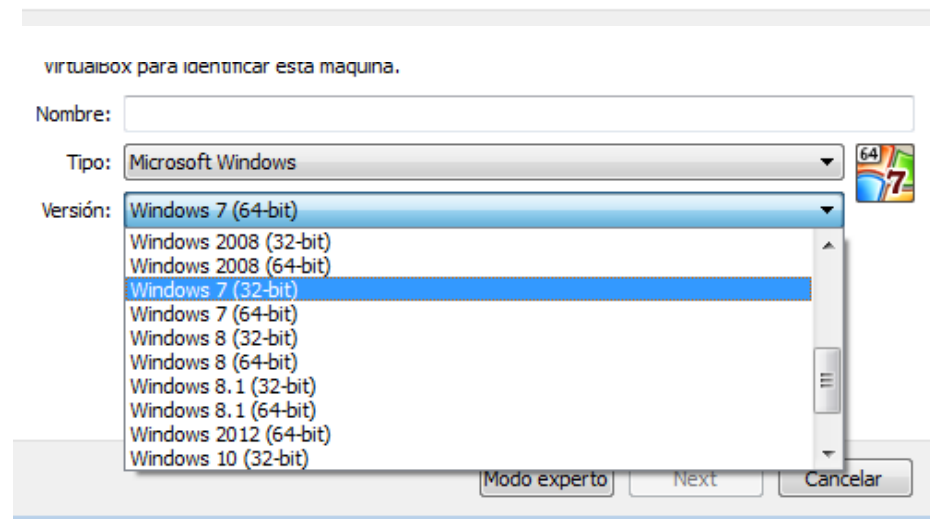 VirtualBox para identificar esta maquina.
Nombre:
Tipo: Microsoft Windows
64
7
Versión: Windows 7 (64-bit)
Windows 2008 (32-bit)
Windows 2008 (64-bit)
Windows 7 (32-bit)
Windows 7 (64-bit)
Windows 8 (32-bit)
Windows 8 (64-bit)
Windows 8.1 (32-bit)
Windows 8.1 (64-bit)
Windows 2012 (64-bit)
Windows 10 (32-bit)
Modo experto Next Cancelar